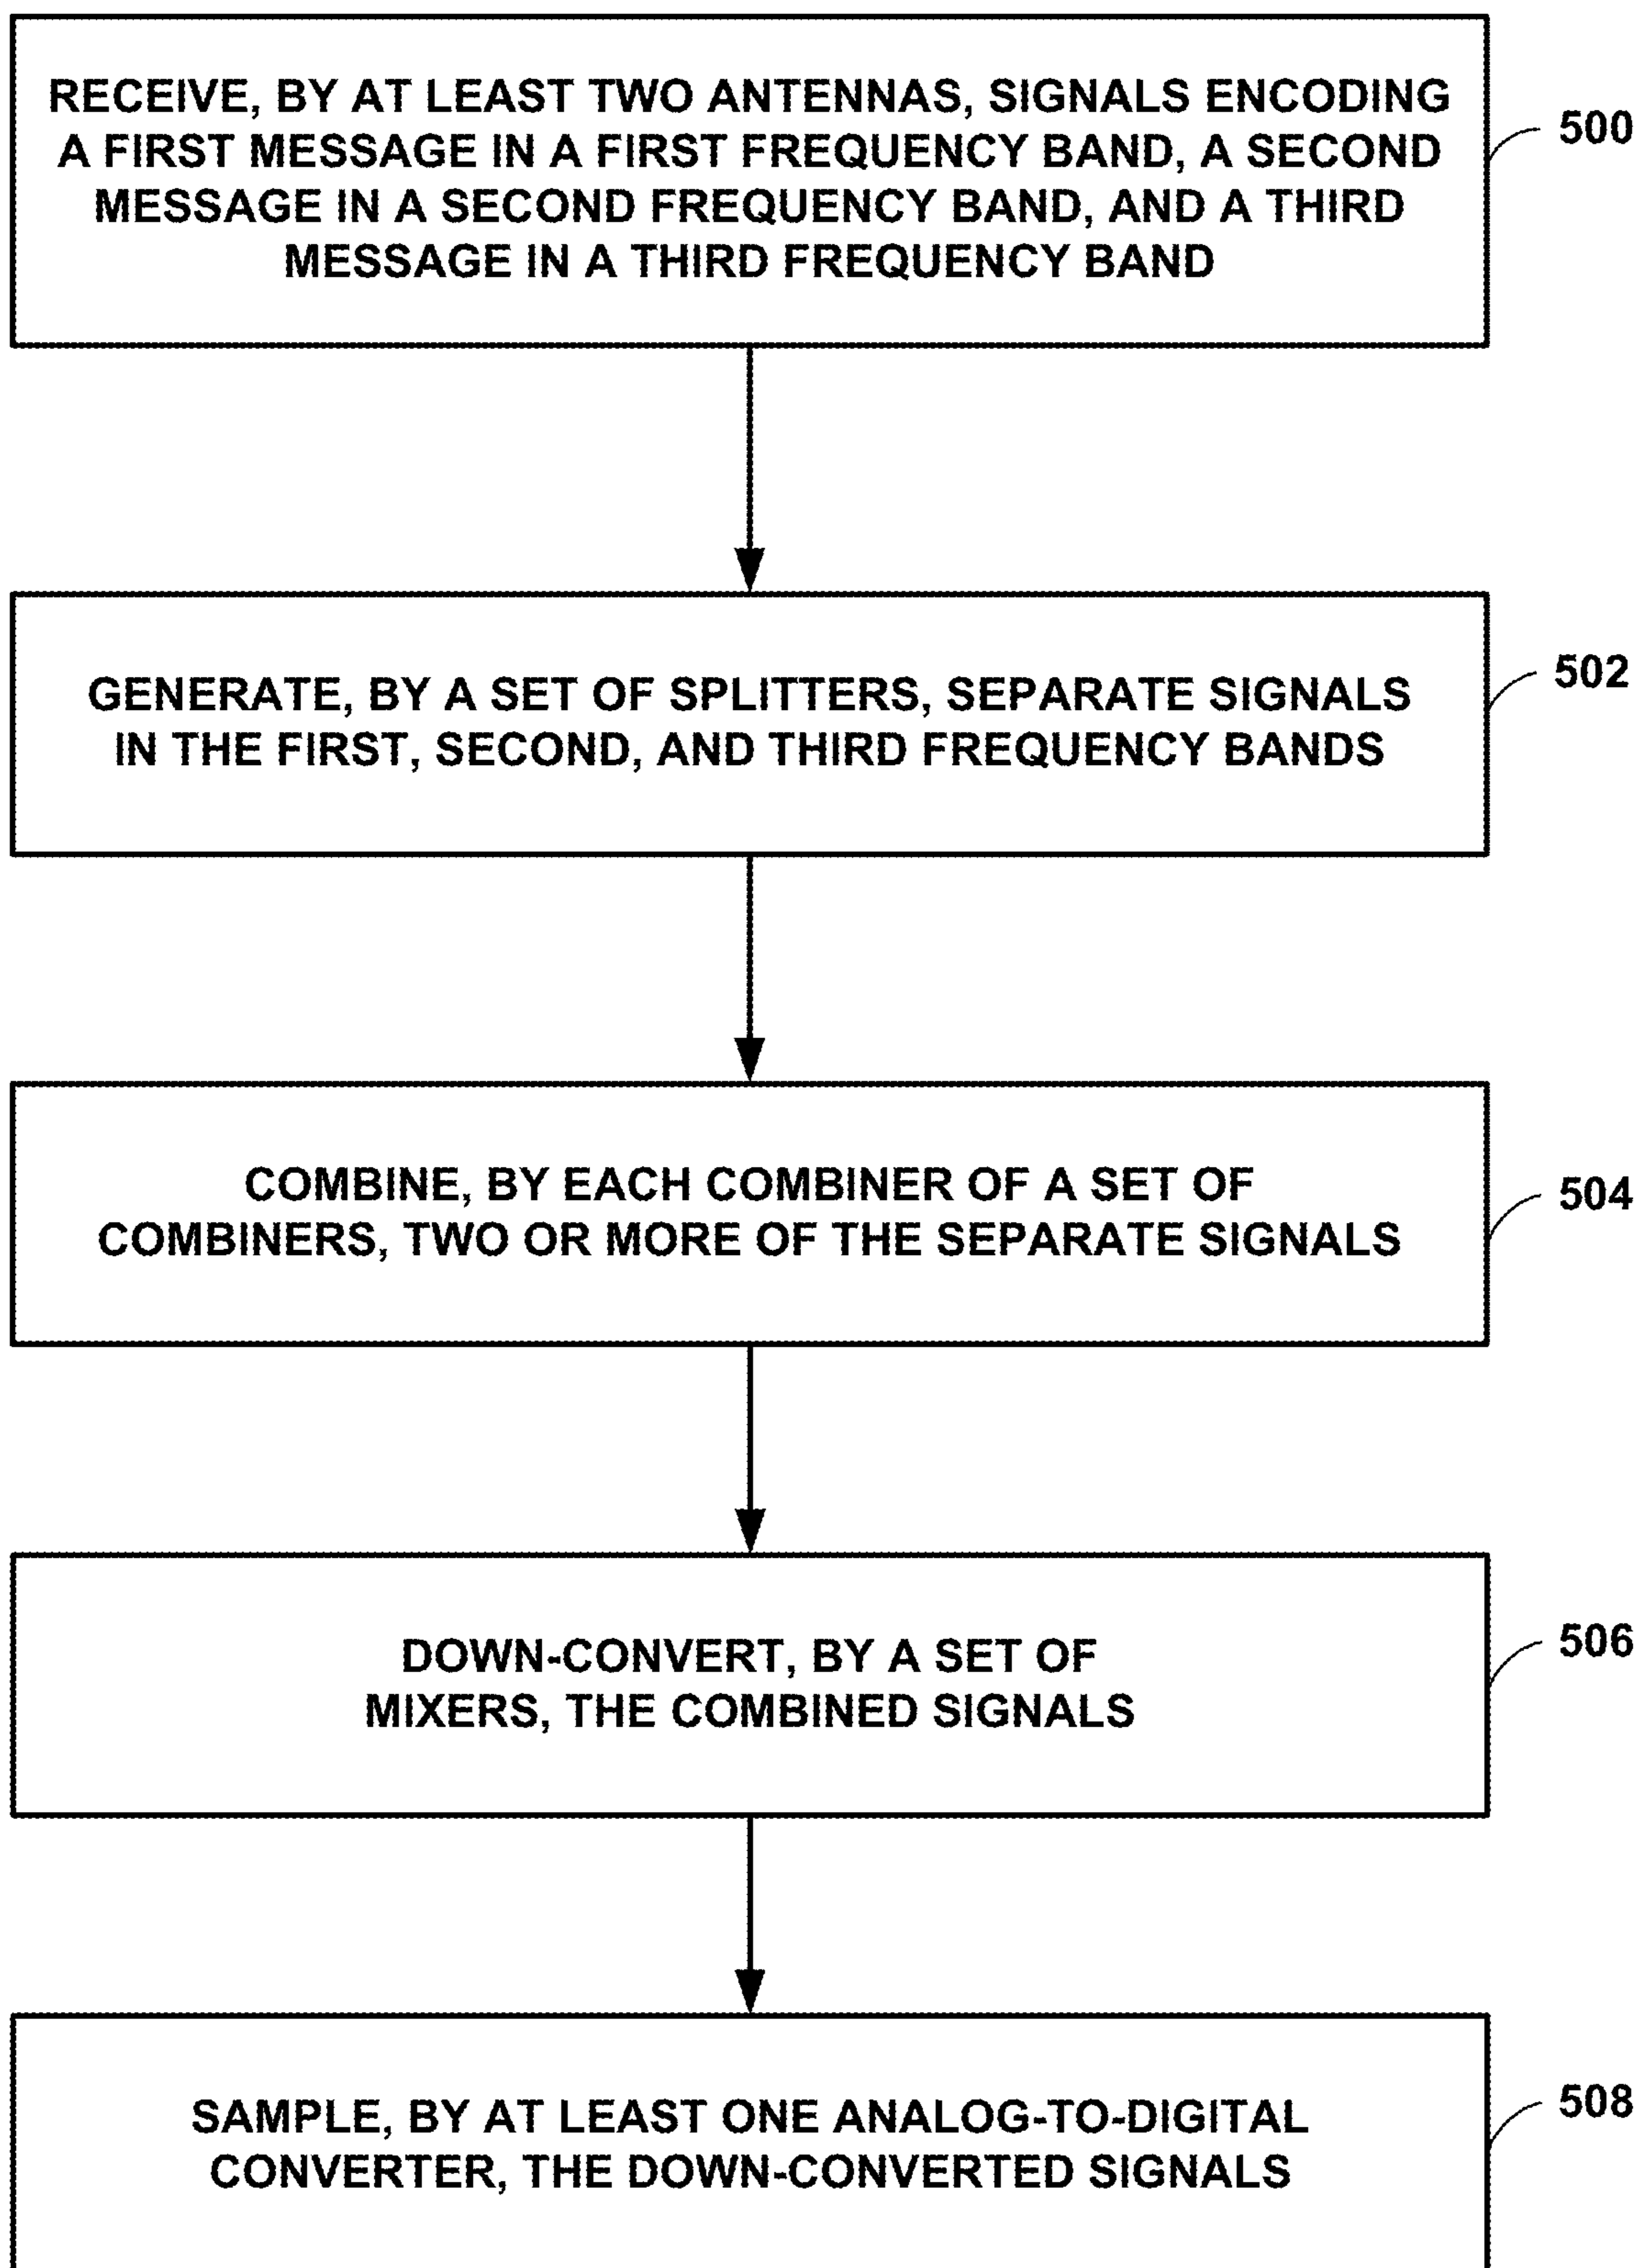 RECEIVE, BY AT LEAST TWO ANTENNAS, SIGNALS ENCODING
A FIRST MESSAGE IN A FIRST FREQUENCY BAND, A SECOND
MESSAGE IN A SECOND FREQUENCY BAND, AND A THIRD
MESSAGE IN A THIRD FREQUENCY BAND
500
GENERATE, BY A SET OF SPLITTERS, SEPARATE SIGNALS
IN THE FIRST, SECOND, AND THIRD FREQUENCY BANDS
502
COMBINE, BY EACH COMBINER OF A SET OF
COMBINERS, TWO OR MORE OF THE SEPARATE SIGNALS
504
DOWN-CONVERT, BY A SET OF
MIXERS, THE COMBINED SIGNALS
506
SAMPLE, BY AT LEAST ONE ANALOG-TO-DIGITAL
CONVERTER, THE DOWN-CONVERTED SIGNALS
508